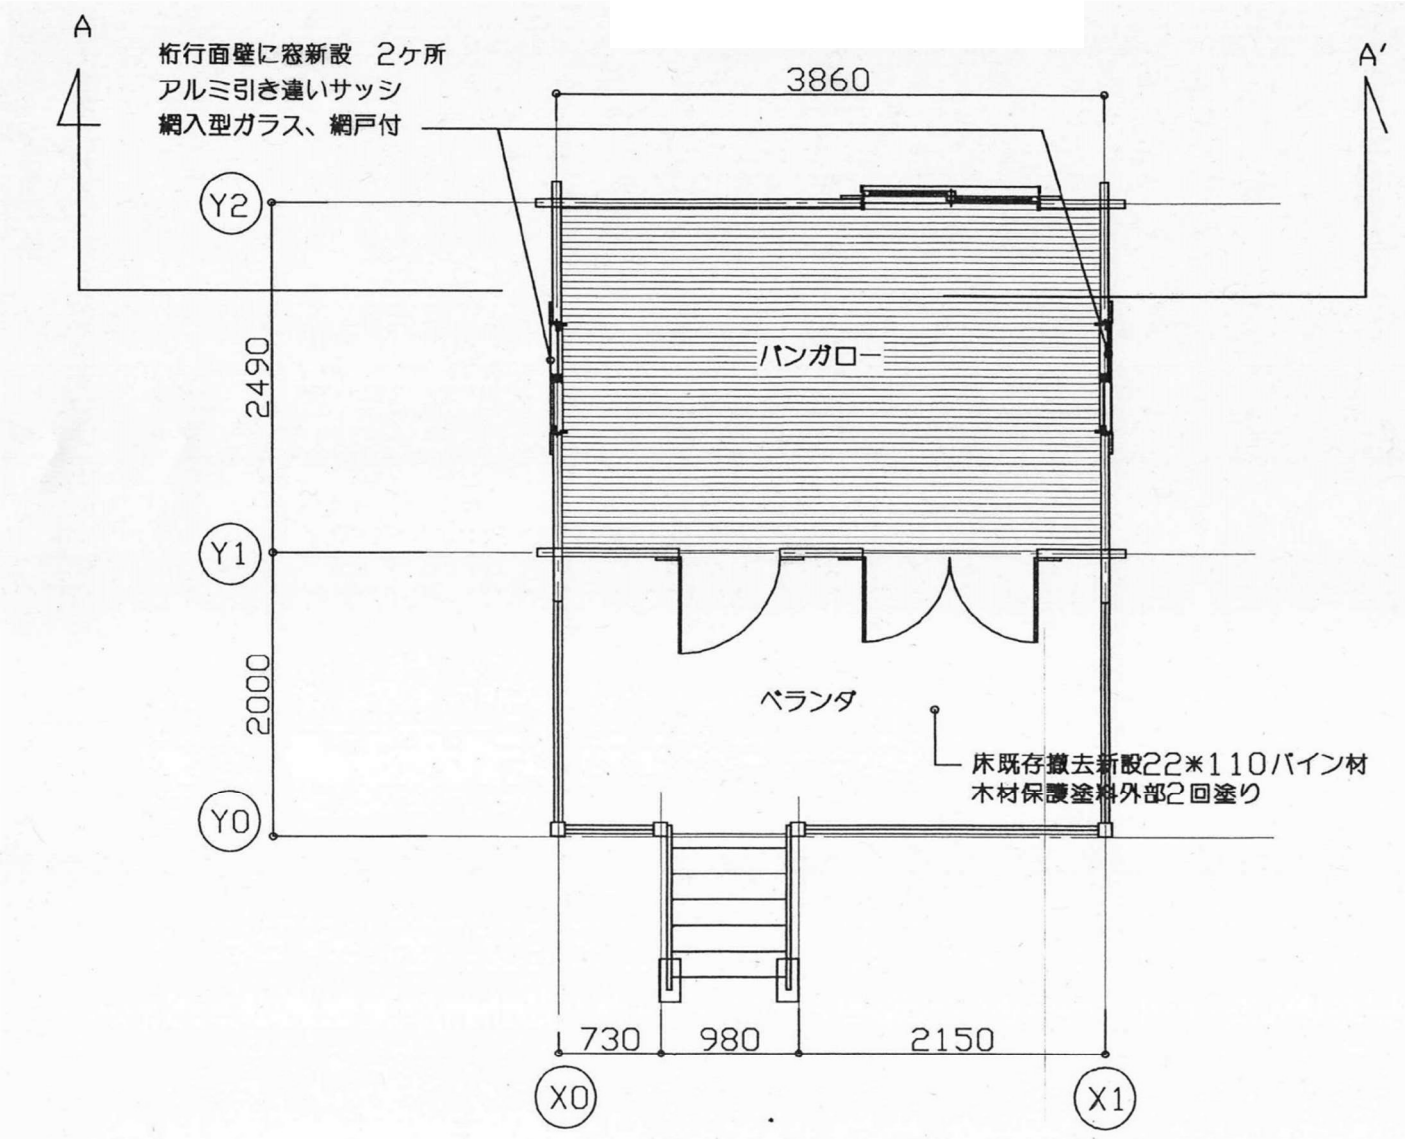 A
桁行面壁に窓新設　2ヶ所
アルミ引き違いサッシ
網入型ガラス、網戸付
A'
3860
Y2
2490
バンガロー
Y1
2000
ベランダ
床既存撤去新設22*110パイン材
木材保護塗料外部2回塗り
Y0
730
980
2150
X0
X1